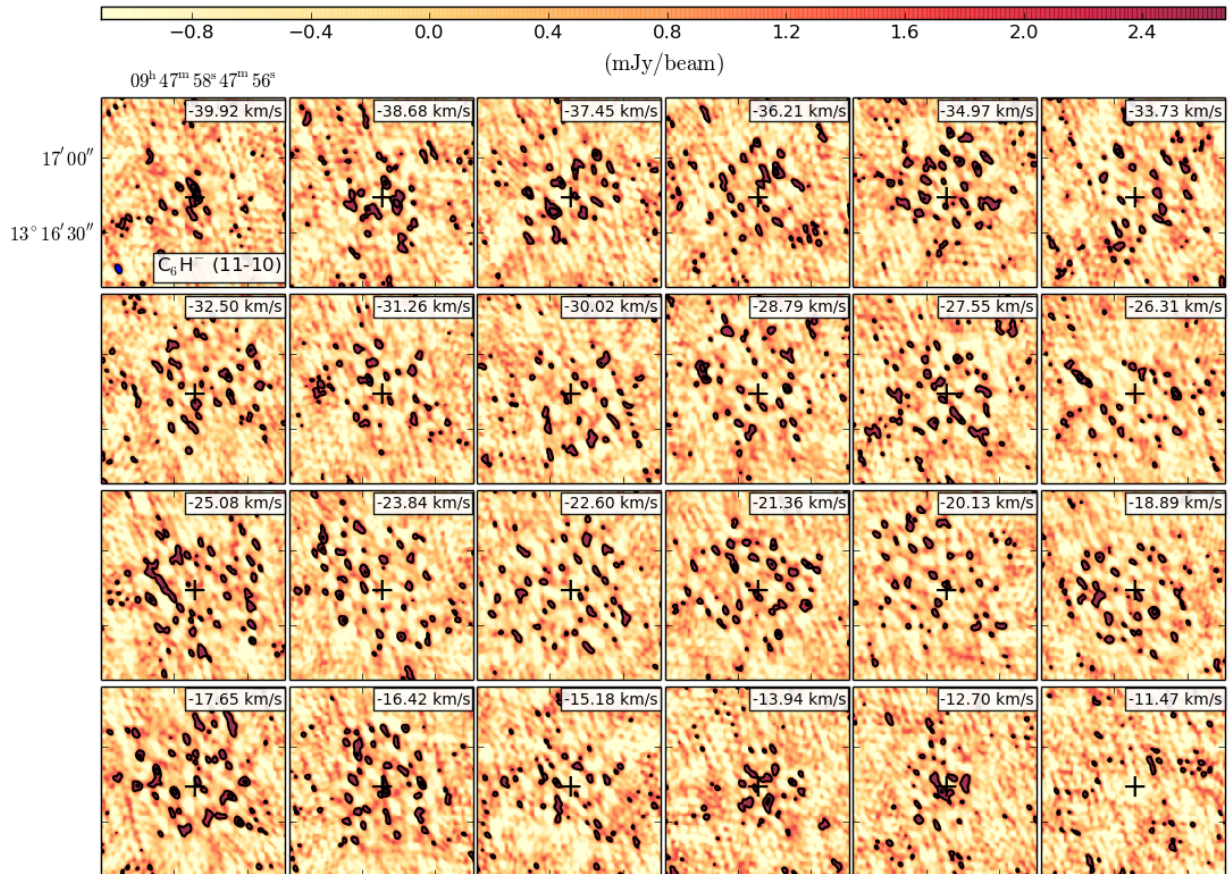 −0.8 −0.4 0.0 0.4 0.8 1.2 1.6 2.0 2.4
(mJy/beam)
09ʰ 47ᵐ 58ˢ 47ᵐ 56ˢ
-39.92 km/s -38.68 km/s -37.45 km/s -36.21 km/s -34.97 km/s -33.73 km/s
17′ 00″
13° 16′ 30″
C₆H⁻ (11-10)
-32.50 km/s -31.26 km/s -30.02 km/s -28.79 km/s -27.55 km/s -26.31 km/s
-25.08 km/s -23.84 km/s -22.60 km/s -21.36 km/s -20.13 km/s -18.89 km/s
-17.65 km/s -16.42 km/s -15.18 km/s -13.94 km/s -12.70 km/s -11.47 km/s